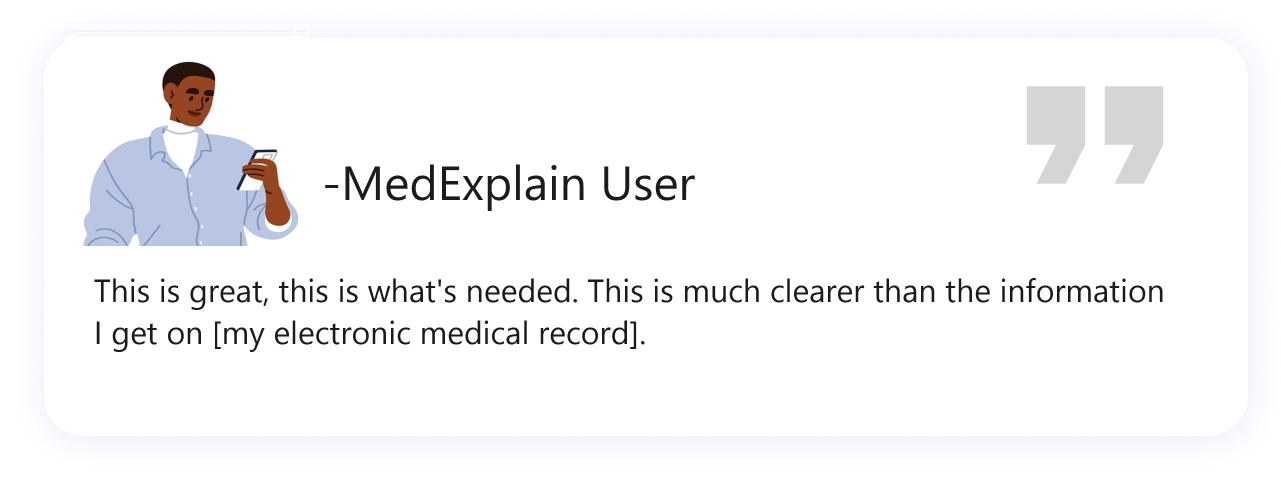 -MedExplain User
This is great, this is what's needed. This is much clearer than the information
I get on [my electronic medical record].